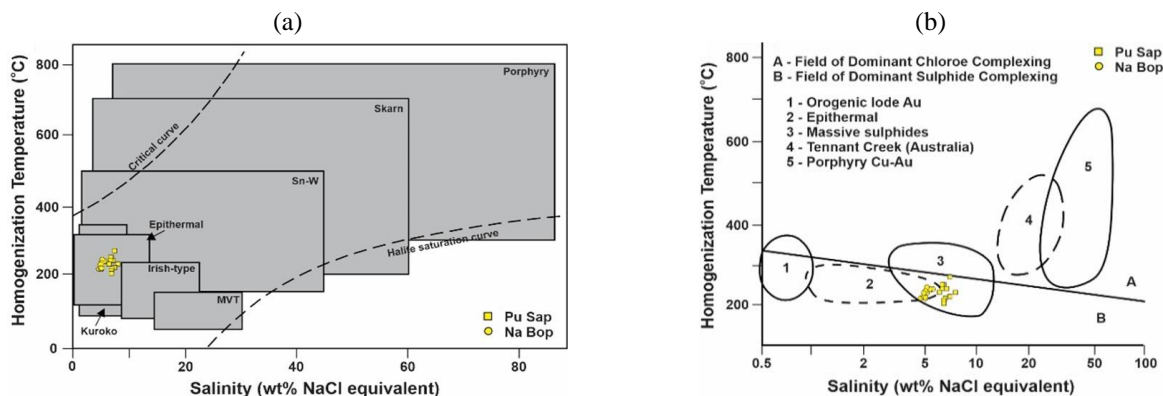 (a)
(b)
Homogenization Temperature (°C)
800
600
400
200
0
0
20
40
60
80
Salinity (wt% NaCl equivalent)
Porphyry
Skarn
Critical curve
Sn-W
Epithermal
Halite saturation curve
Irish-type
MVT
Kuroko
Pu Sap
Na Bop
Homogenization Temperature (°C)
800
600
400
200
0.5
1
2
5
10
20
50
100
Salinity (wt% NaCl equivalent)
Pu Sap
Na Bop
A - Field of Dominant Chloroe Complexing
B - Field of Dominant Sulphide Complexing
1 - Orogenic lode Au
2 - Epithermal
3 - Massive sulphides
4 - Tennant Creek (Australia)
5 - Porphyry Cu-Au
5
4
3
1
2
A
B